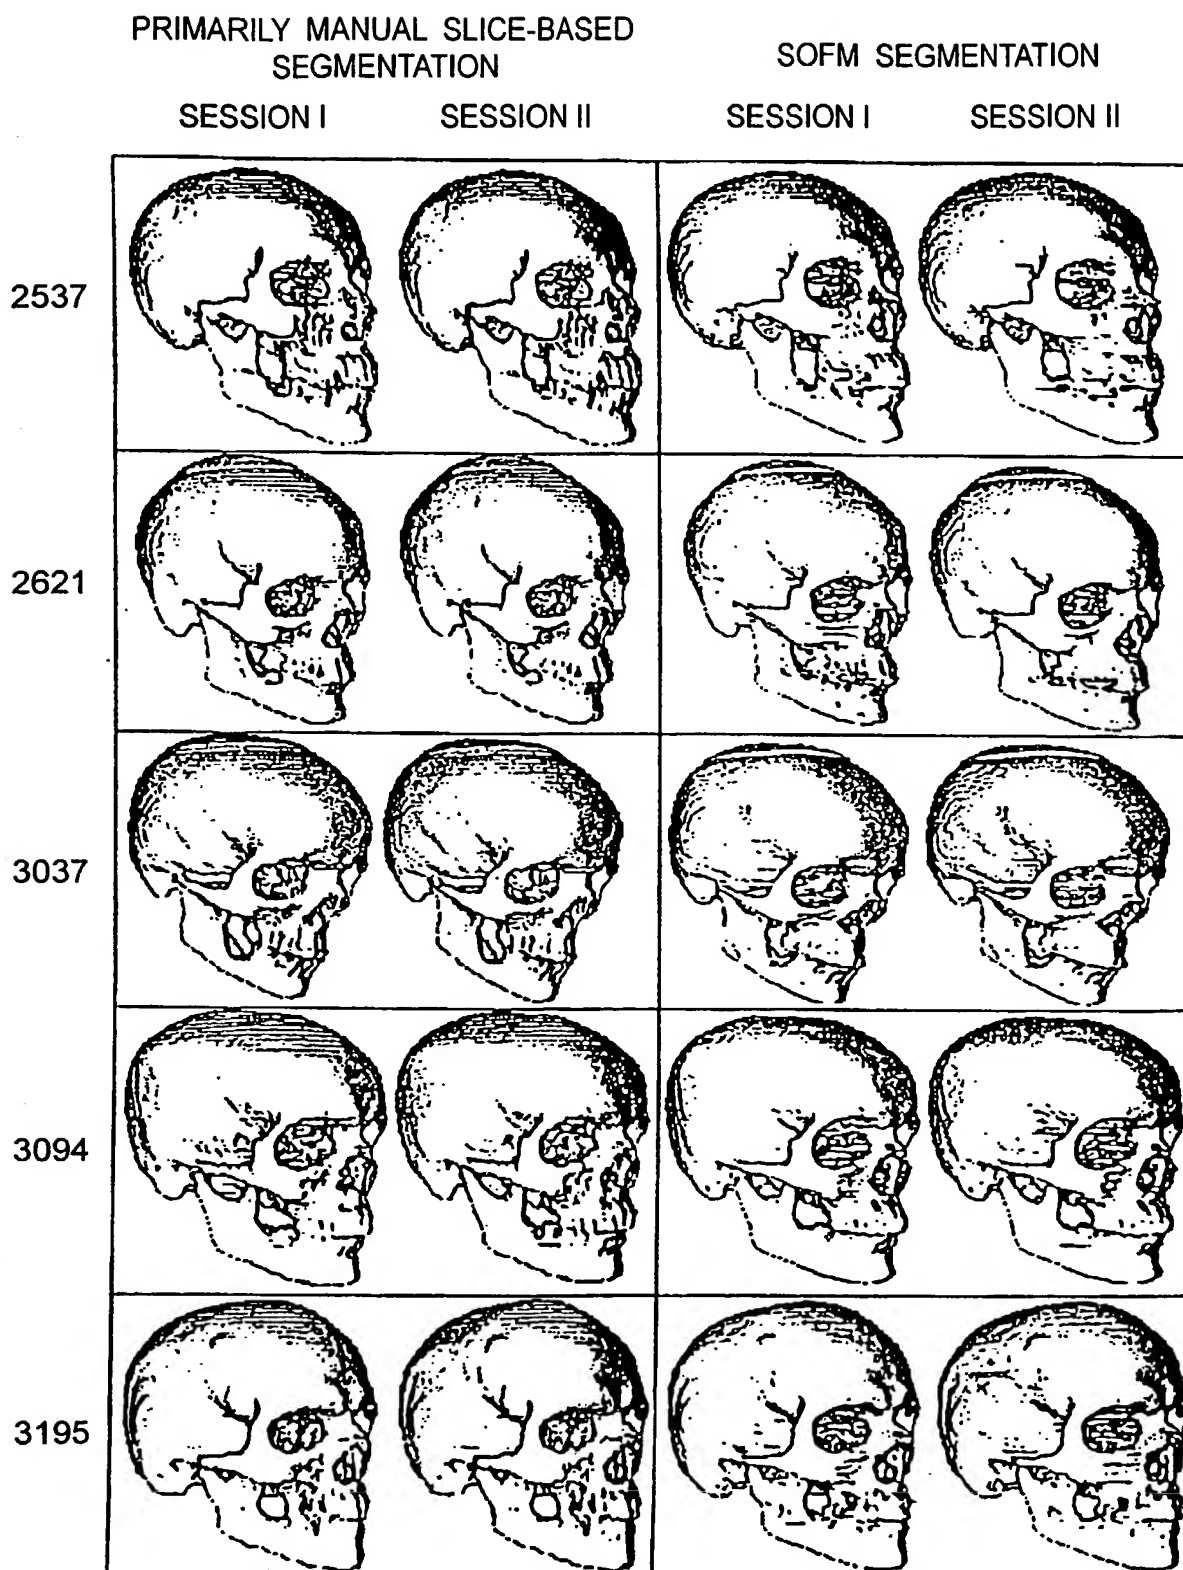 PRIMARILY MANUAL SLICE-BASED
SEGMENTATION
SOFM SEGMENTATION
SESSION I
SESSION II
SESSION I
SESSION II
2537
2621
3037
3094
3195